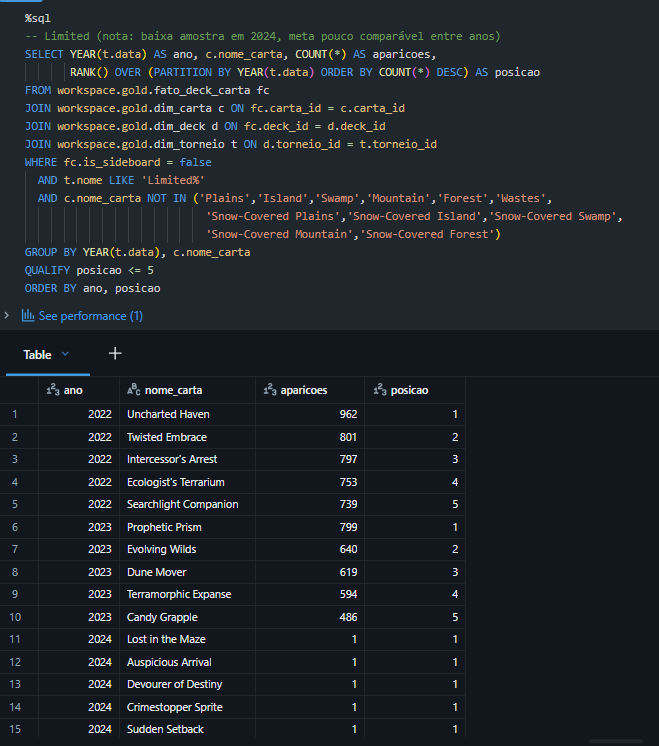 %sql
-- Limited (nota: baixa amostra em 2024, meta pouco comparável entre anos)
SELECT YEAR(t.data) AS ano, c.nome_carta, COUNT(*) AS aparicoes,
RANK() OVER (PARTITION BY YEAR(t.data) ORDER BY COUNT(*) DESC) AS posicao
FROM workspace.gold.fato_deck_carta fc
JOIN workspace.gold.dim_carta c ON fc.carta_id = c.carta_id
JOIN workspace.gold.dim_deck d ON fc.deck_id = d.deck_id
JOIN workspace.gold.dim_torneio t ON d.torneio_id = t.torneio_id
WHERE fc.is_sideboard = false
AND t.nome LIKE 'Limited%'
AND c.nome_carta NOT IN ('Plains','Island','Swamp','Mountain','Forest','Wastes',
'Snow-Covered Plains','Snow-Covered Island','Snow-Covered Swamp',
'Snow-Covered Mountain','Snow-Covered Forest')
GROUP BY YEAR(t.data), c.nome_carta
QUALIFY posicao <= 5
ORDER BY ano, posicao
See performance (1)
Table
ano nome_carta aparicoes posicao
1 2022 Uncharted Haven 962 1
2 2022 Twisted Embrace 801 2
3 2022 Intercessor's Arrest 797 3
4 2022 Ecologist's Terrarium 753 4
5 2022 Searchlight Companion 739 5
6 2023 Prophetic Prism 799 1
7 2023 Evolving Wilds 640 2
8 2023 Dune Mover 619 3
9 2023 Terramorphic Expanse 594 4
10 2023 Candy Grapple 486 5
11 2024 Lost in the Maze 1 1
12 2024 Auspicious Arrival 1 1
13 2024 Devourer of Destiny 1 1
14 2024 Crimestopper Sprite 1 1
15 2024 Sudden Setback 1 1